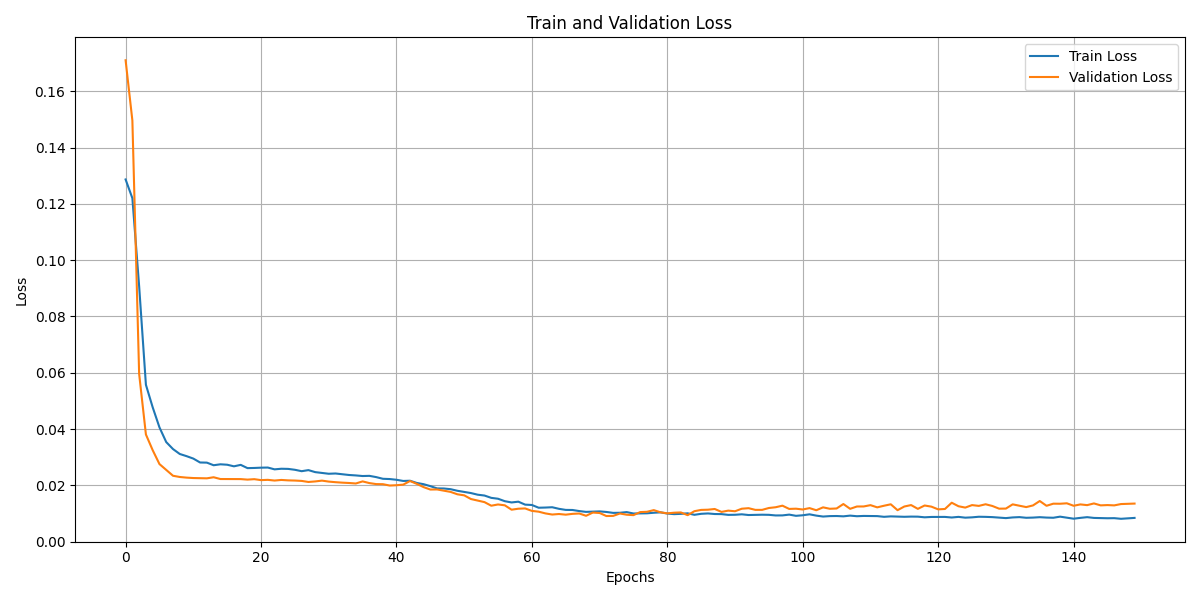 Train and Validation Loss
Train Loss
Validation Loss
0.16
0.14
0.12
0.10
0.08
0.06
0.04
0.02
0.00
Loss
0 20 40 60 80 100 120 140
Epochs